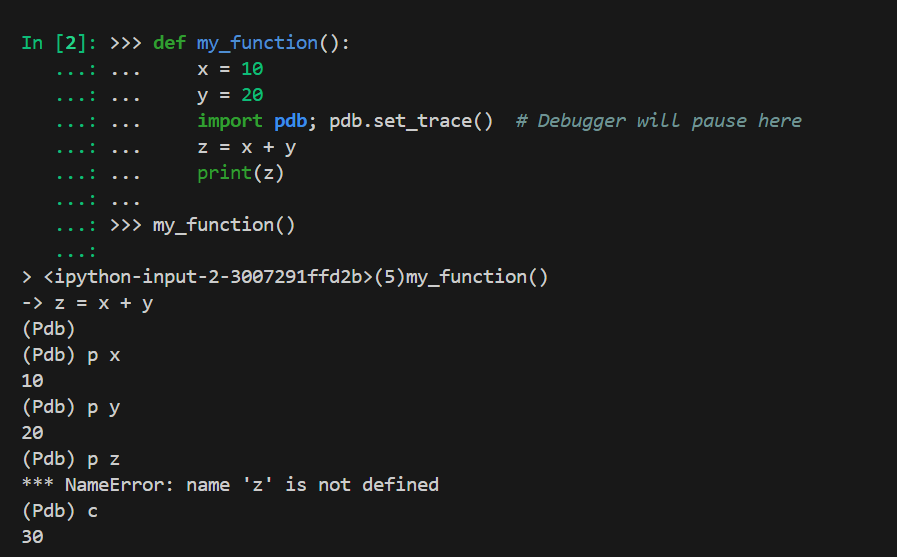 In [2]: >>> def my_function():
   ...: ...     x = 10
   ...: ...     y = 20
   ...: ...     import pdb; pdb.set_trace()  # Debugger will pause here
   ...: ...     z = x + y
   ...: ...     print(z)
   ...: ...
   ...: >>> my_function()
   ...:
> <ipython-input-2-3007291ffd2b>(5)my_function()
-> z = x + y
(Pdb)
(Pdb) p x
10
(Pdb) p y
20
(Pdb) p z
*** NameError: name 'z' is not defined
(Pdb) c
30